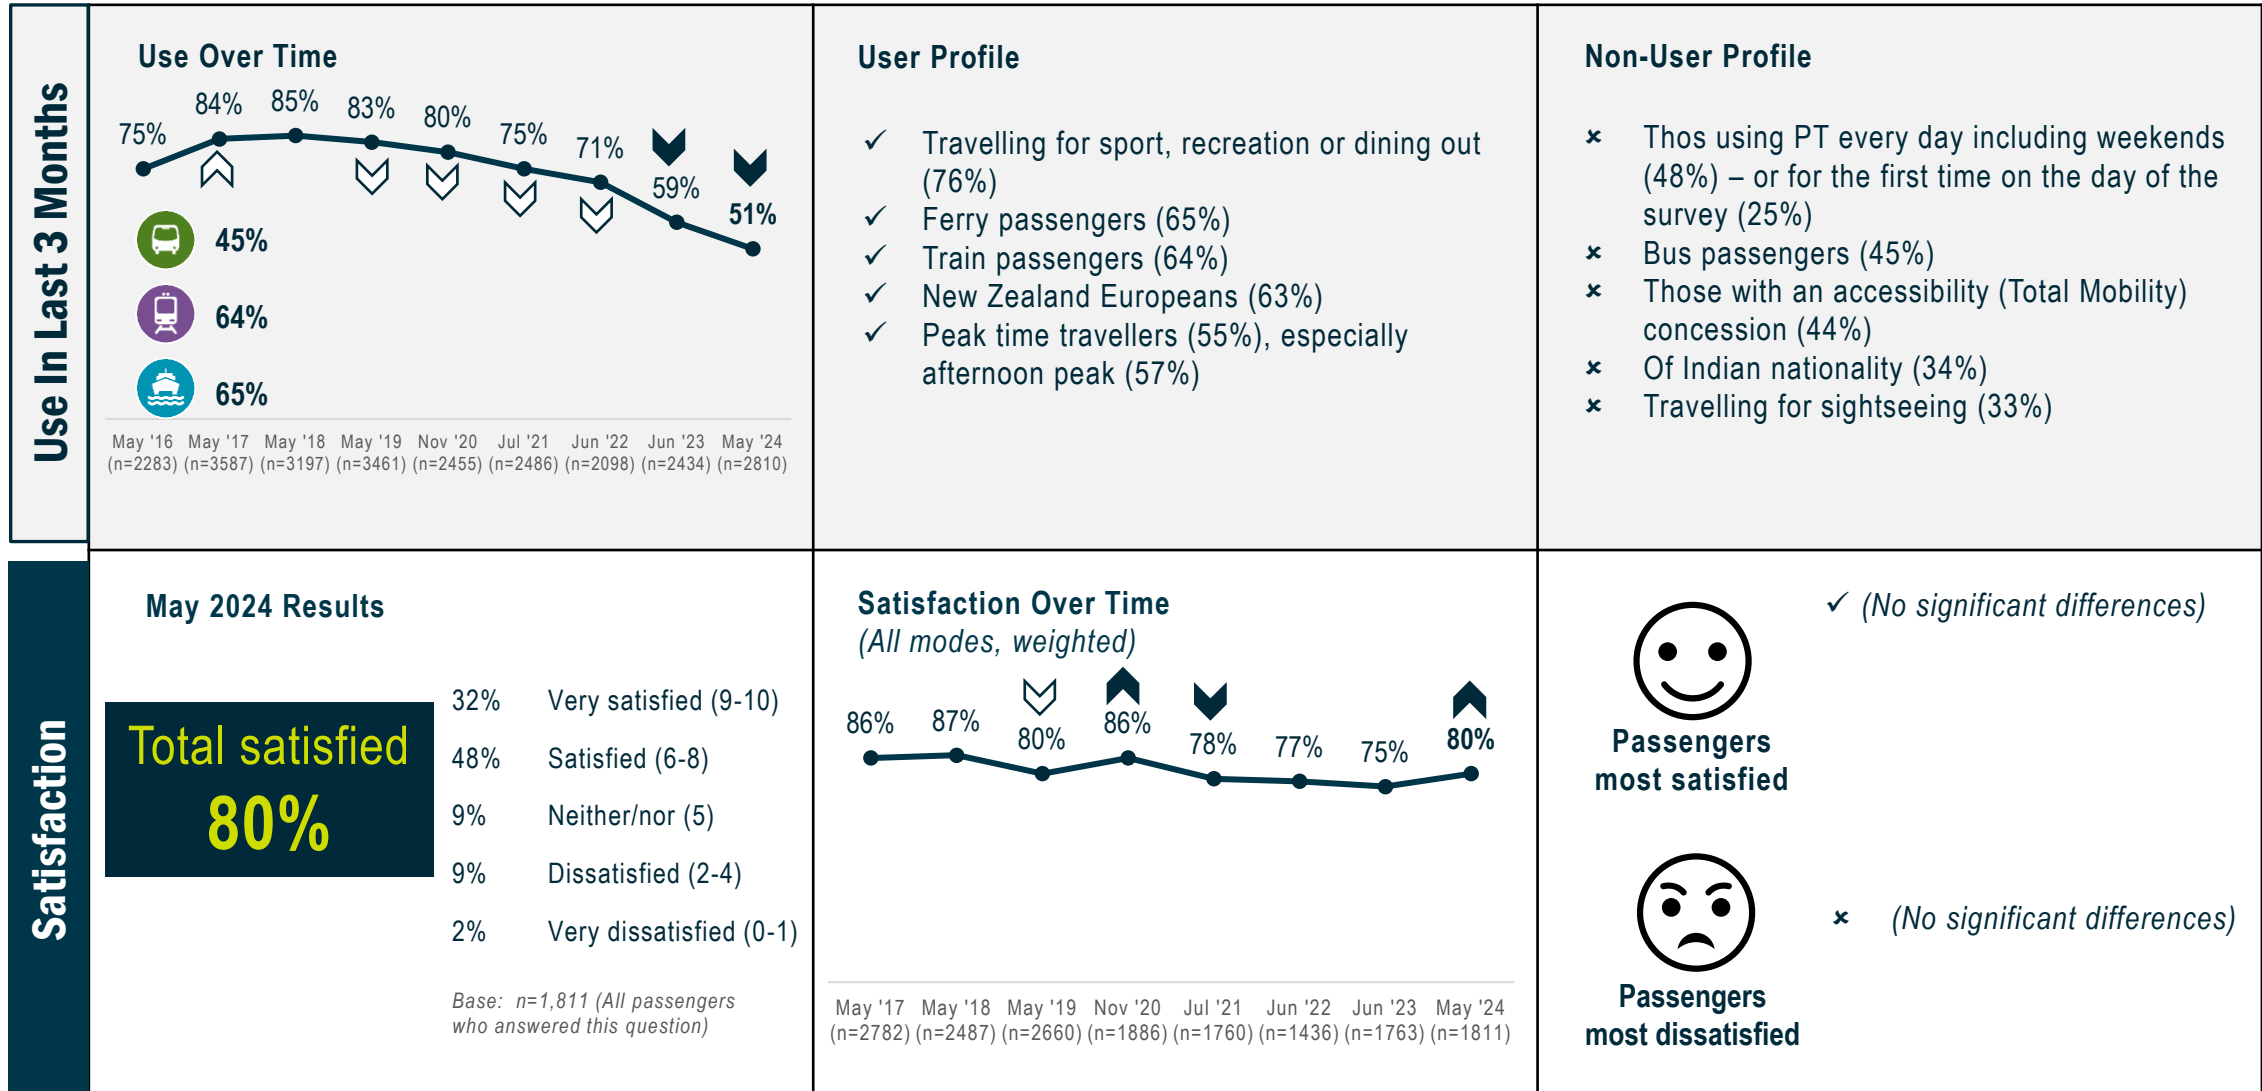 Use In Last 3 Months
Use Over Time
75%
84%
85%
83%
80%
75%
71%
59%
51%
45%
64%
65%
May '16 May '17 May '18 May '19 Nov '20 Jul '21 Jun '22 Jun '23 May '24
(n=2283) (n=3587) (n=3197) (n=3461) (n=2455) (n=2486) (n=2098) (n=2434) (n=2810)
User Profile
✓ Travelling for sport, recreation or dining out
(76%)
✓ Ferry passengers (65%)
✓ Train passengers (64%)
✓ New Zealand Europeans (63%)
✓ Peak time travellers (55%), especially
afternoon peak (57%)
Non-User Profile
× Thos using PT every day including weekends
(48%) – or for the first time on the day of the
survey (25%)
× Bus passengers (45%)
× Those with an accessibility (Total Mobility)
concession (44%)
× Of Indian nationality (34%)
× Travelling for sightseeing (33%)
Satisfaction
May 2024 Results
Total satisfied
80%
32% Very satisfied (9-10)
48% Satisfied (6-8)
9% Neither/nor (5)
9% Dissatisfied (2-4)
2% Very dissatisfied (0-1)
Base: n=1,811 (All passengers
who answered this question)
Satisfaction Over Time
(All modes, weighted)
86%
87%
80%
86%
78%
77%
75%
80%
May '17 May '18 May '19 Nov '20 Jul '21 Jun '22 Jun '23 May '24
(n=2782) (n=2487) (n=2660) (n=1886) (n=1760) (n=1436) (n=1763) (n=1811)
✓ (No significant differences)
Passengers
most satisfied
× (No significant differences)
Passengers
most dissatisfied